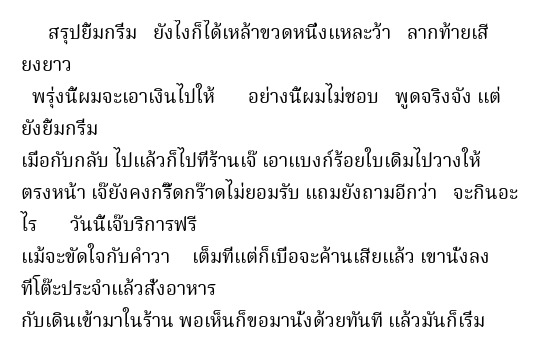 สรุปยิ้มกริ่ม ยังไงก็ได้เหล้าขวดหนึ่งแหละว้า ลากท้ายเสี
ยงยาว
พรุ่งนี้ผมจะเอาเงินไปให้ อย่างนี้ผมไม่ชอบ พูดจริงจัง แต่
ยังยิ้มกริ่ม
เมื่อกับกลับ ไปแล้วก็ไปที่ร้านเจ๊ เอาแบงก์ร้อยใบเดิมไปวางให้
ตรงหน้า เจ๊ยังคงกรีดกร๊าดไม่ยอมรับ แถมยังถามอีกว่า จะกินอะ
ไร วันนี้เจ๊บริการฟรี
แม้จะขัดใจกับคำวา เต็มทีแต่ก็เบื่อจะค้านเสียแล้ว เขานั่งลง
ที่โต๊ะประจำแล้วสั่งอาหาร
กับเดินเข้ามาในร้าน พอเห็นก็ขอมานั่งด้วยทันที แล้วมันก็เริ่ม